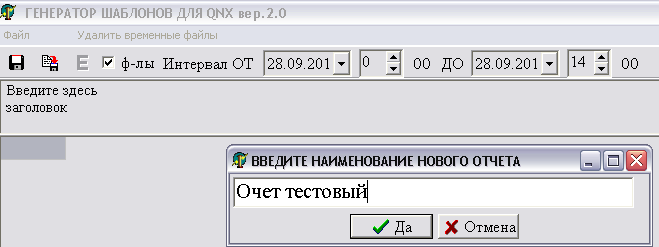 ГЕНЕРАТОР ШАБЛОНОВ ДЛЯ QNX вер.2.0
Файл Удалить временные файлы
E ф-лы Интервал ОТ 28.09.201 0 00 ДО 28.09.201 14 00
Введите здесь
заголовок
ВВЕДИТЕ НАИМЕНОВАНИЕ НОВОГО ОТЧЕТА
Очет тестовый
Да Отмена